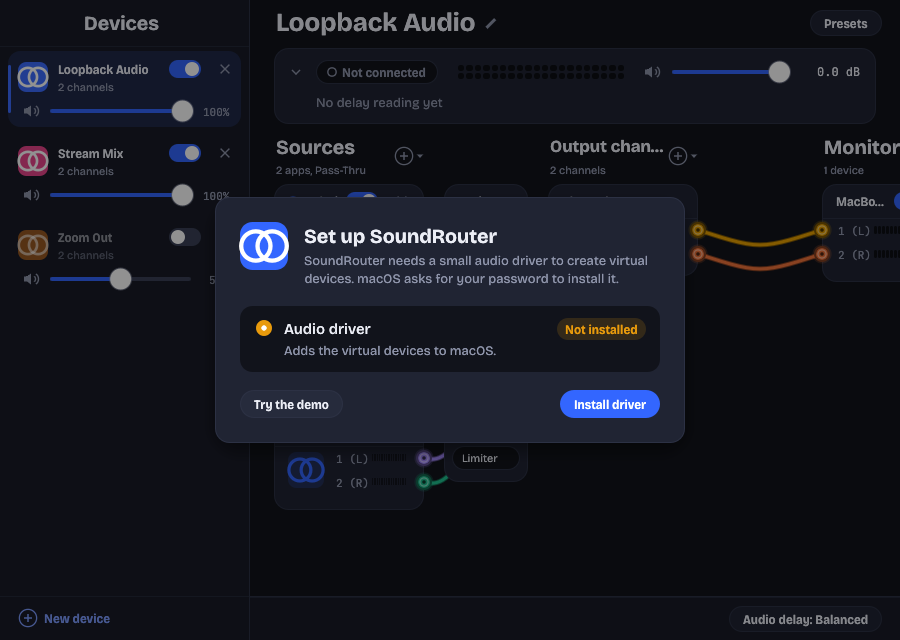 Devices
Loopback Audio
2 channels
100%
Stream Mix
2 channels
100%
Zoom Out
2 channels
New device
Loopback Audio
Presets
Not connected
0.0 dB
No delay reading yet
Sources
2 apps, Pass-Thru
Output chan...
2 channels
Monitor
1 device
MacBo...
1 (L)
2 (R)
Set up SoundRouter
SoundRouter needs a small audio driver to create virtual
devices. macOS asks for your password to install it.
Audio driver
Not installed
Adds the virtual devices to macOS.
Try the demo
Install driver
1 (L)
2 (R)
Limiter
Audio delay: Balanced